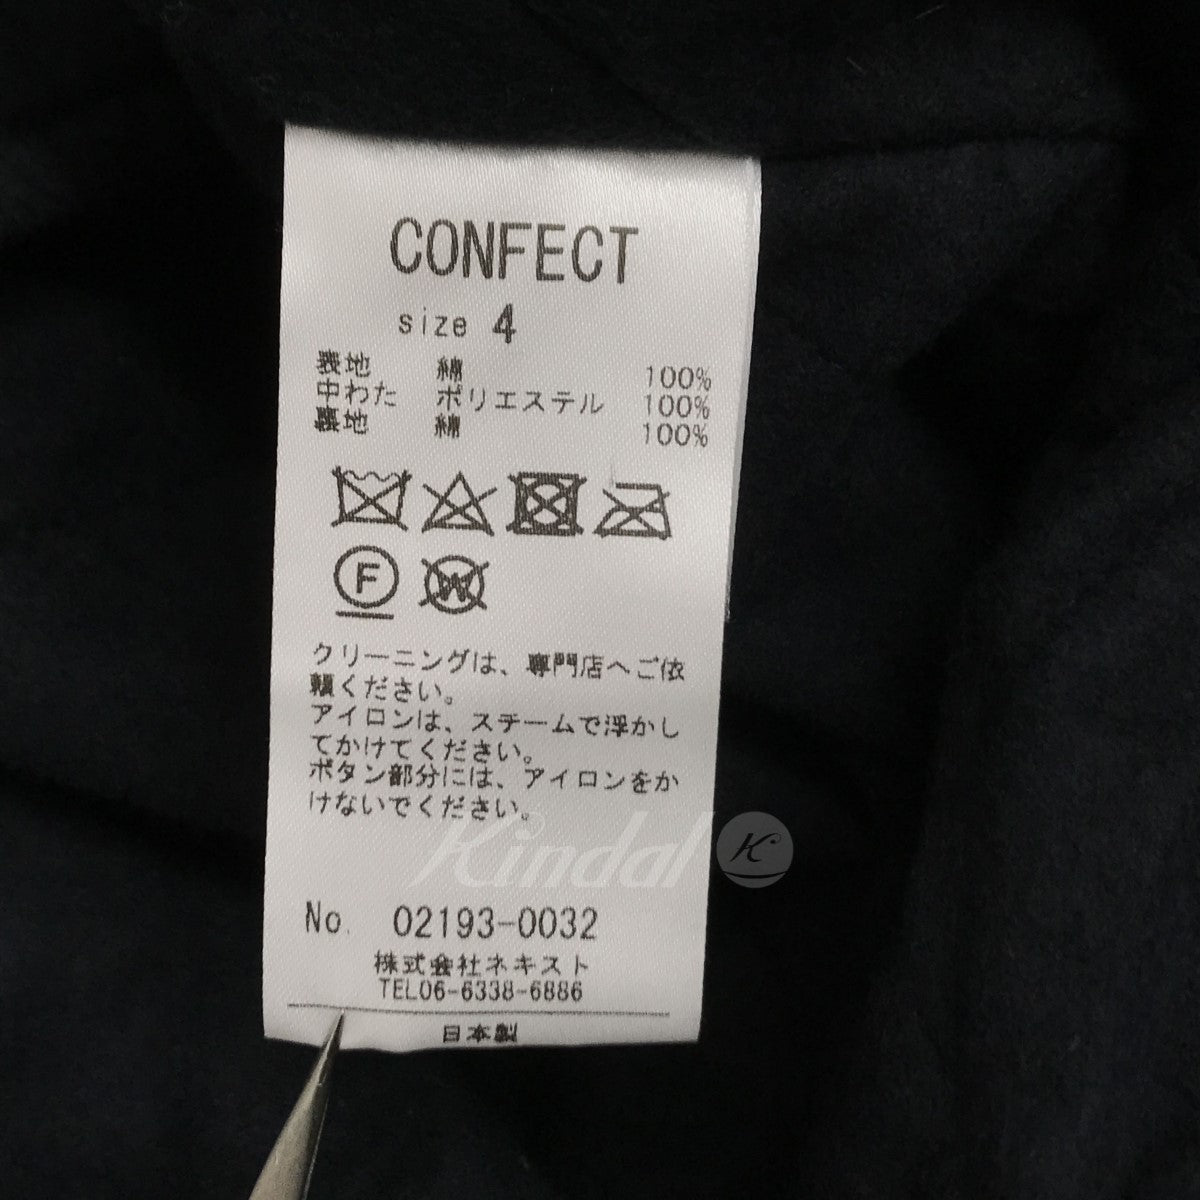 CONFECT
size 4
表地 綿 100%
中わた ポリエステル 100%
裏地 綿 100%
F W
クリーニングは、専門店へご依
頼ください。
アイロンは、スチームで浮かし
てかけてください。
ボタン部分には、アイロンをか
けないでください。
Kindal K
No. 02193-0032
株式会社ネキスト
TEL06-6338-6886
日本製